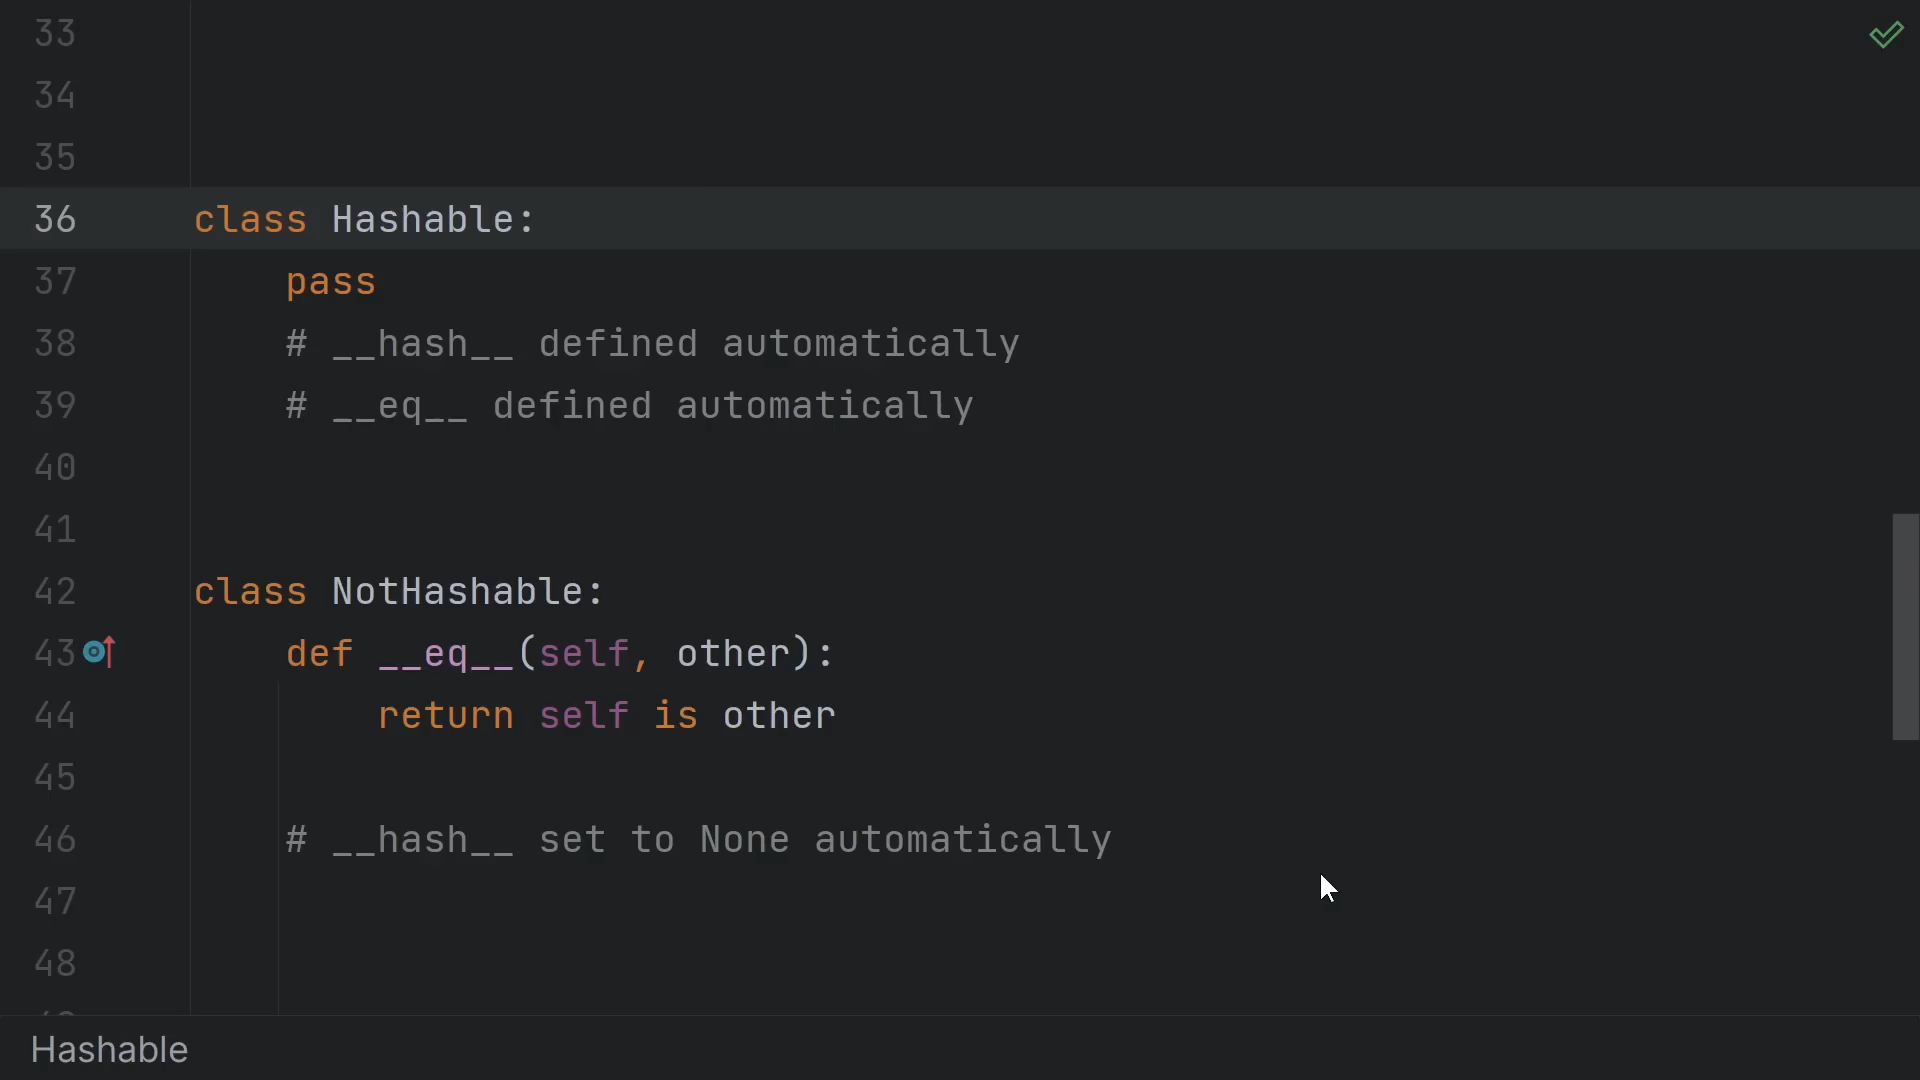 33
34
35
36 class Hashable:
37     pass
38     # __hash__ defined automatically
39     # __eq__ defined automatically
40
41
42 class NotHashable:
43     def __eq__(self, other):
44         return self is other
45
46     # __hash__ set to None automatically
47
48
Hashable